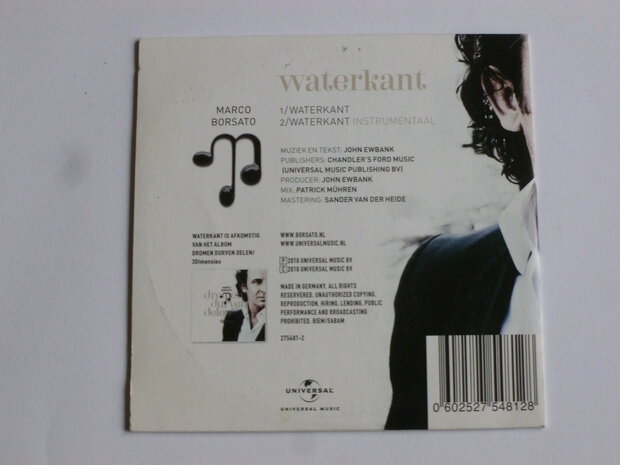 waterkant
MARCO
BORSATO
1/WATERKANT
2/WATERKANT INSTRUMENTAAL
MUZIEK EN TEKST: JOHN EWBANK
PUBLISHERS: CHANDLER'S FORD MUSIC
(UNIVERSAL MUSIC PUBLISHING BV)
PRODUCER: JOHN EWBANK
MIX: PATRICK MÜHREN
MASTERING: SANDER VAN DER HEIDE
WATERKANT IS AFKOMSTIG
VAN HET ALBUM
DROMEN DURVEN DELEN/
3Dimensies
WWW.BORSATO.NL
WWW.UNIVERSALMUSIC.NL
Ⓟ2010 UNIVERSAL MUSIC BV
©2010 UNIVERSAL MUSIC BV
MADE IN GERMANY. ALL RIGHTS
RESERVERED. UNAUTHORIZED COPYING,
REPRODUCTION, HIRING, LENDING, PUBLIC
PERFORMANCE AND BROADCASTING
PROHIBITED. BIEM/SABAM
275481-2
dromen
durven
delen
UNIVERSAL
UNIVERSAL MUSIC
0 602527 548128